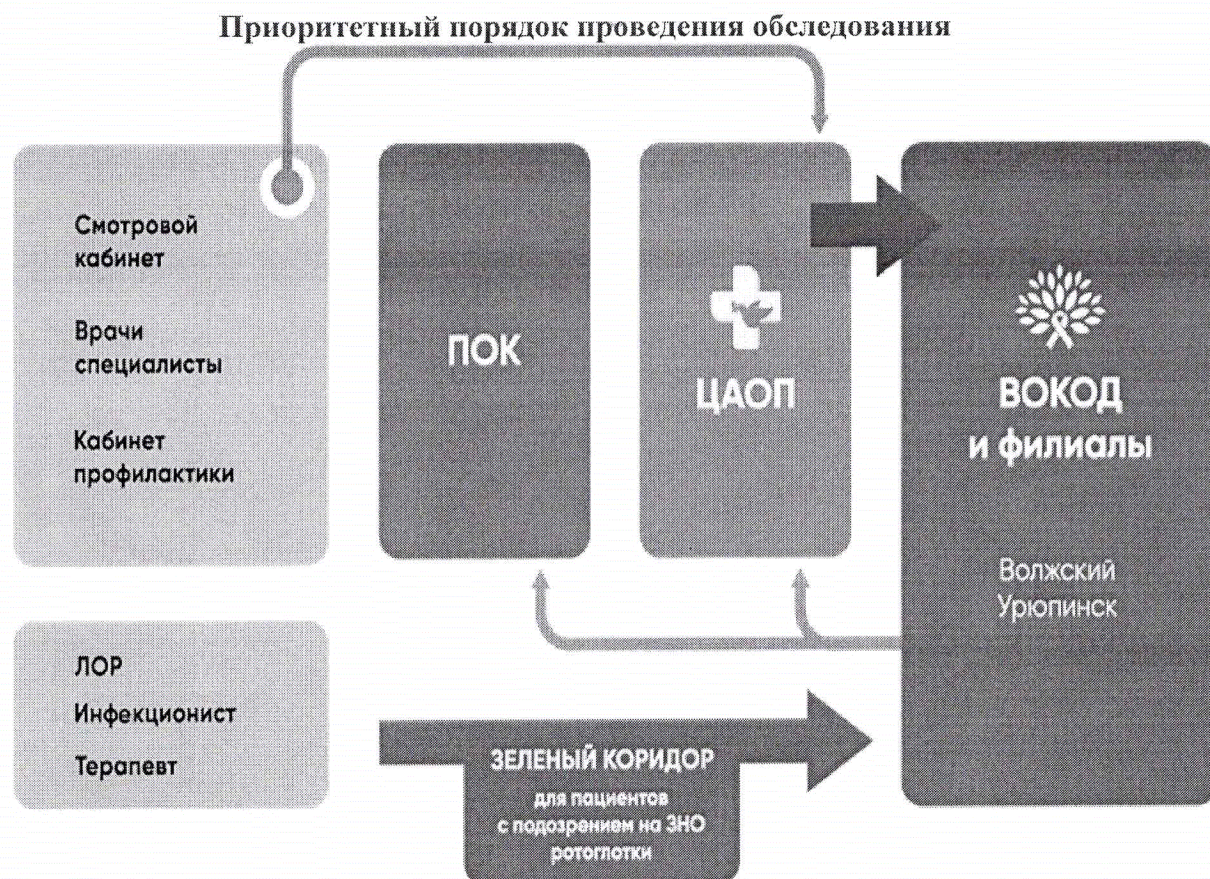 Приоритетный порядок проведения обследования
Смотровой
кабинет
Врачи
специалисты
Кабинет
профилактики
ПОК
ЦАОП
ВОКОД
и филиалы
Волжский
Урюпинск
ЛОР
Инфекционист
Терапевт
ЗЕЛЕНЫЙ КОРИДОР
для пациентов
с подозрением на ЗНО
ротоглотки